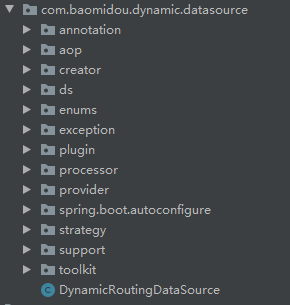 com.baomidou.dynamic.datasource
annotation
aop
creator
ds
enums
exception
plugin
processor
provider
spring.boot.autoconfigure
strategy
support
toolkit
DynamicRoutingDataSource